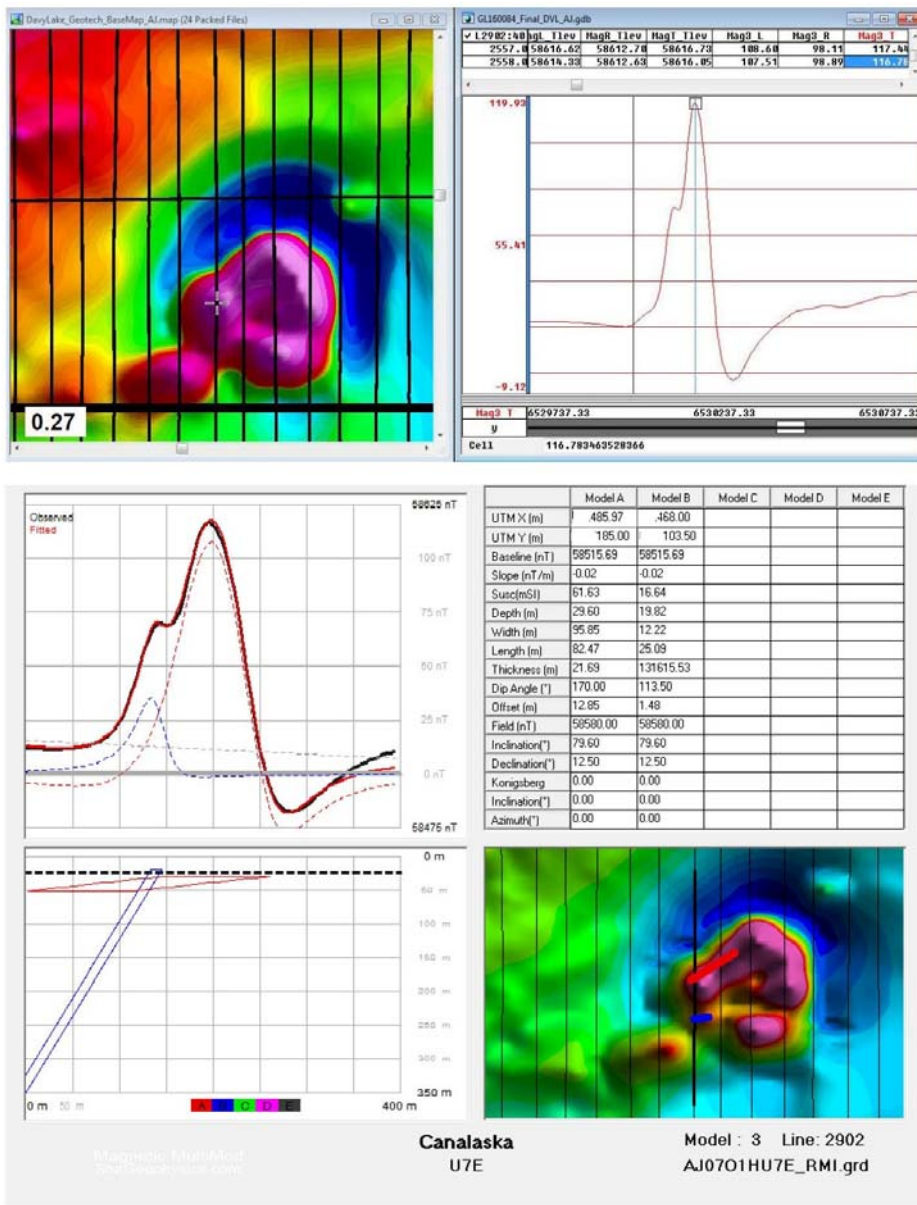 DavyLake_Geotech_BaseMap_AJ.map (24 Packed Files)
0.27
GL160084_Final_DVL_AJ.gdb
✓ L2902:40 agL_Tlev MagR_Tlev MagT_Tlev Mag3_L Mag3_R Mag3_T
2557.0 58616.62 58612.70 58616.73 108.60 98.11 117.44
2558.0 58614.33 58612.63 58616.05 107.51 98.89 116.78
119.93
55.41
-9.12
Mag3_T 6529737.33 6530237.33 6530737.33
y
Cell 116.783463528366
Observed
Fitted
58625 nT
100 nT
75 nT
50 nT
25 nT
0 nT
58475 nT
Model A Model B Model C Model D Model E
UTM X (m) .485.97 .468.00
UTM Y (m) 185.00 103.50
Baseline (nT) 58515.69 58515.69
Slope (nT/m) -0.02 -0.02
Susc(mSI) 61.63 16.64
Depth (m) 29.60 19.82
Width (m) 95.85 12.22
Length (m) 82.47 25.09
Thickness (m) 21.69 131615.53
Dip Angle (°) 170.00 113.50
Offset (m) 12.85 1.48
Field (nT) 58580.00 58580.00
Inclination(°) 79.60 79.60
Declination(°) 12.50 12.50
Konigsberg 0.00 0.00
Inclination(°) 0.00 0.00
Azimuth(°) 0.00 0.00
0 m
50 m
100 m
150 m
200 m
250 m
300 m
350 m
0 m 50 m A B C D E 400 m
Magnetic MultiMod
Canalaska
U7E
Model : 3 Line: 2902
AJ07O1HU7E_RMI.grd